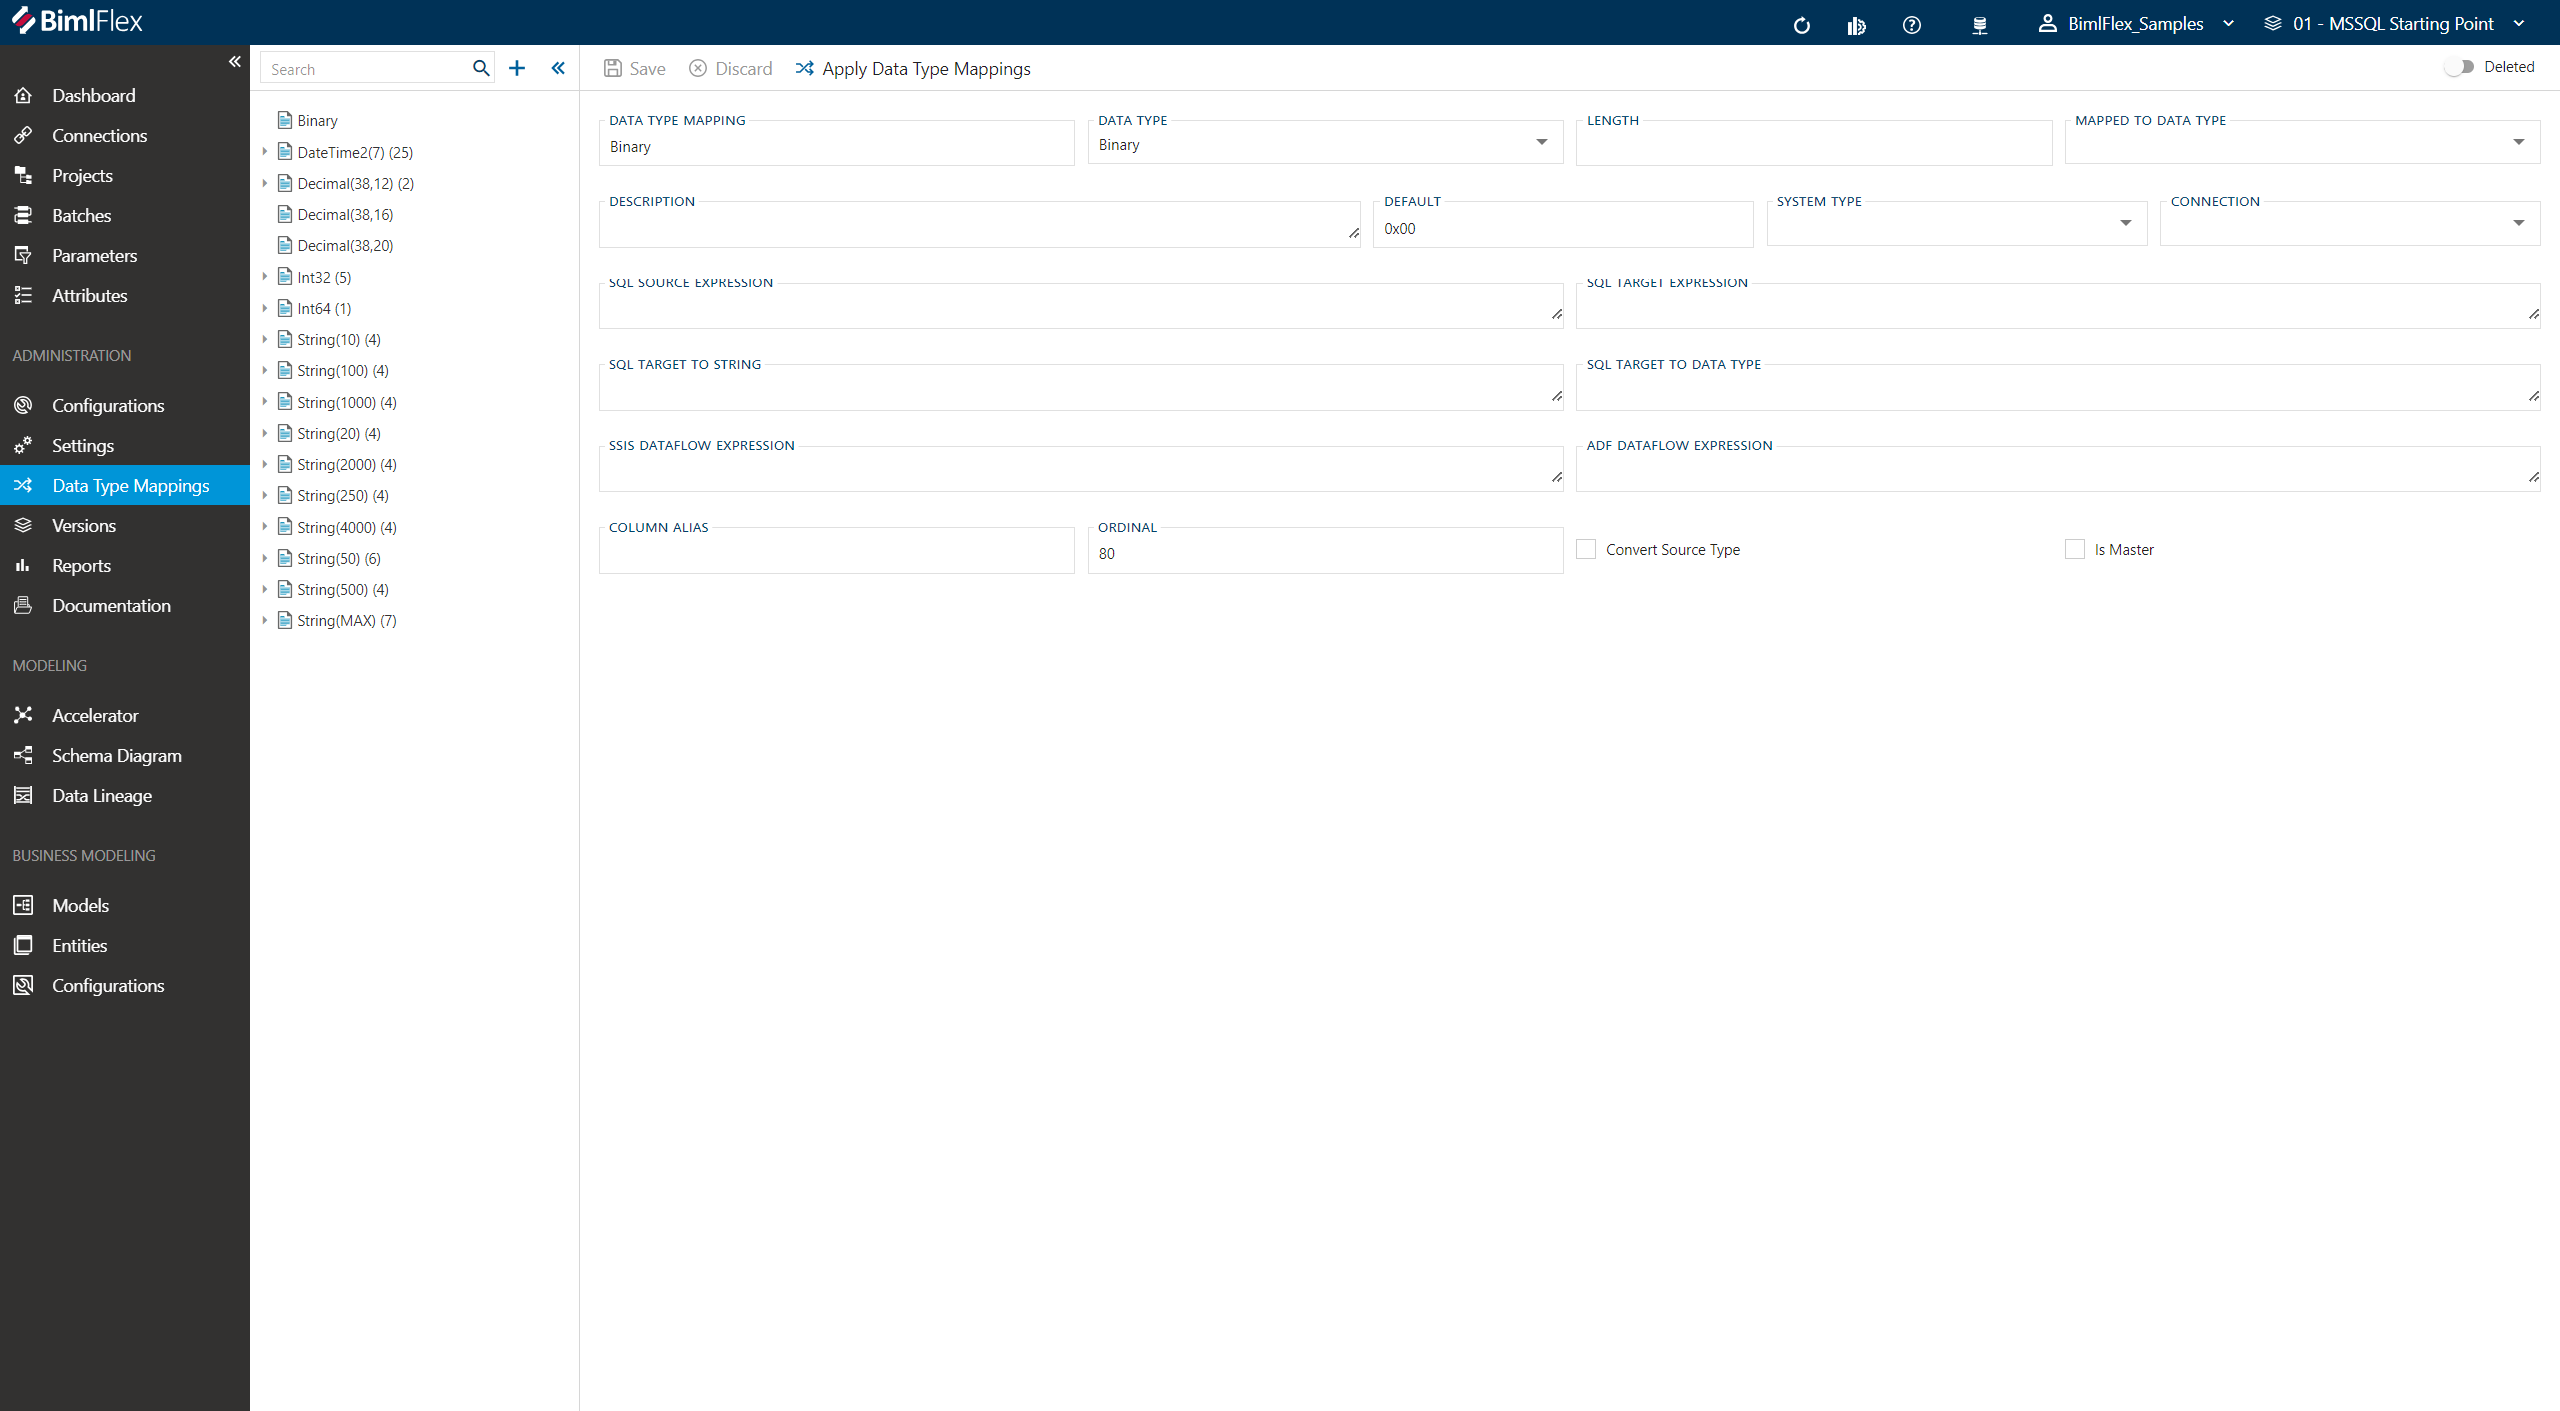 BimlFlex
BimlFlex_Samples
01 - MSSQL Starting Point
Dashboard
Connections
Projects
Batches
Parameters
Attributes
ADMINISTRATION
Configurations
Settings
Data Type Mappings
Versions
Reports
Documentation
MODELING
Accelerator
Schema Diagram
Data Lineage
BUSINESS MODELING
Models
Entities
Configurations
Search
Binary
DateTime2(7) (25)
Decimal(38,12) (2)
Decimal(38,16)
Decimal(38,20)
Int32 (5)
Int64 (1)
String(10) (4)
String(100) (4)
String(1000) (4)
String(20) (4)
String(2000) (4)
String(250) (4)
String(4000) (4)
String(50) (6)
String(500) (4)
String(MAX) (7)
Save
Discard
Apply Data Type Mappings
Deleted
DATA TYPE MAPPING
Binary
DATA TYPE
Binary
LENGTH
MAPPED TO DATA TYPE
DESCRIPTION
DEFAULT
0x00
SYSTEM TYPE
CONNECTION
SQL SOURCE EXPRESSION
SQL TARGET EXPRESSION
SQL TARGET TO STRING
SQL TARGET TO DATA TYPE
SSIS DATAFLOW EXPRESSION
ADF DATAFLOW EXPRESSION
COLUMN ALIAS
ORDINAL
80
Convert Source Type
Is Master